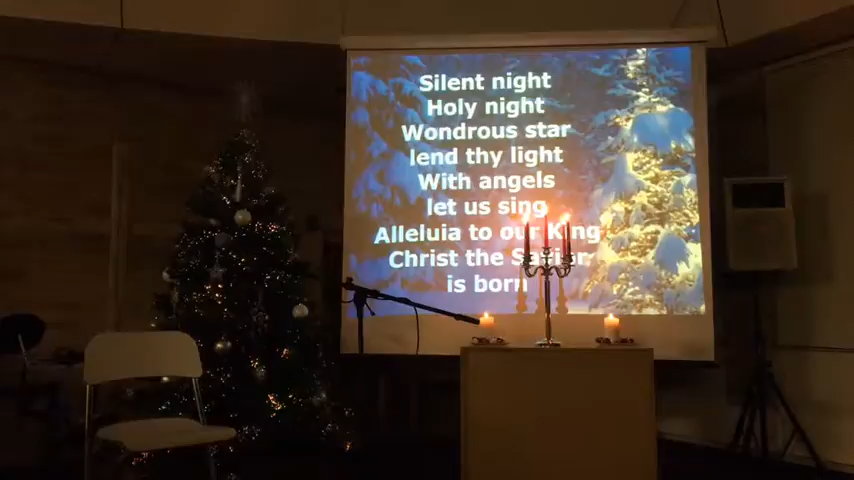 Silent night
Holy night
Wondrous star
lend thy light
With angels
let us sing
Alleluia to our King
Christ the Savior
is born